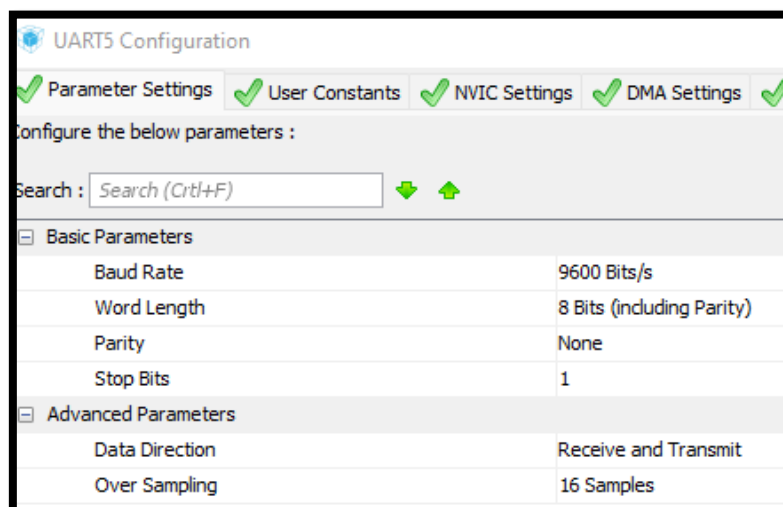 UART5 Configuration
Parameter Settings User Constants NVIC Settings DMA Settings
Configure the below parameters :
Search : Search (Crtl+F)
Basic Parameters
Baud Rate 9600 Bits/s
Word Length 8 Bits (including Parity)
Parity None
Stop Bits 1
Advanced Parameters
Data Direction Receive and Transmit
Over Sampling 16 Samples